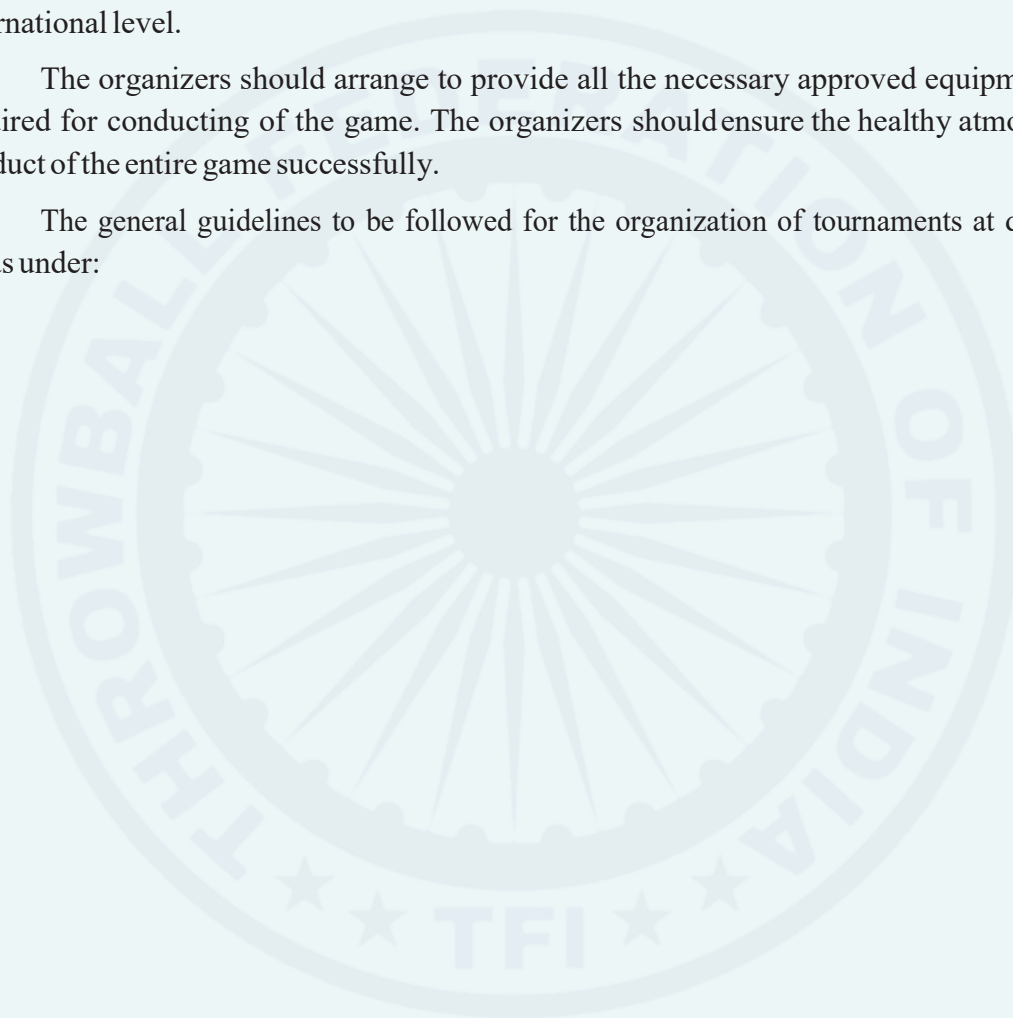 rnational level.
The organizers should arrange to provide all the necessary approved equipm
ired for conducting of the game. The organizers should ensure the healthy atmo
duct of the entire game successfully.
The general guidelines to be followed for the organization of tournaments at d
s under:
THROWBALL FEDERATION OF INDIA
TFI